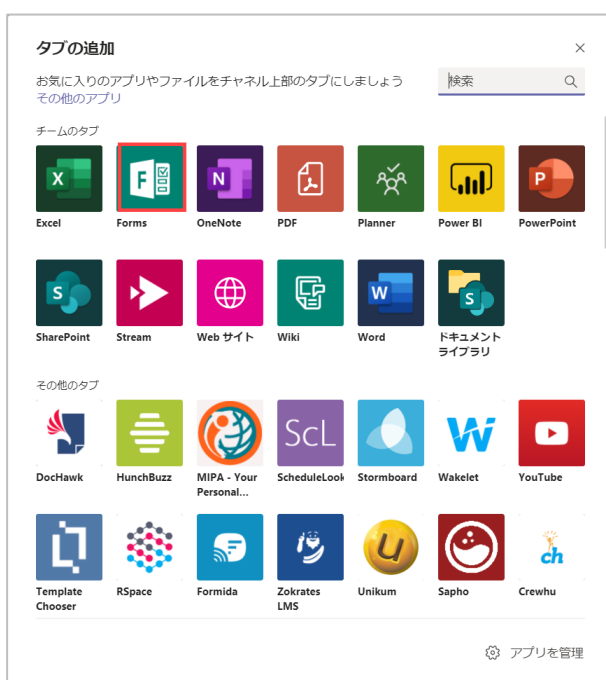 タブの追加
お気に入りのアプリやファイルをチャネル上部のタブにしましょう
検索
その他のアプリ
チームのタブ
Excel Forms OneNote PDF Planner Power BI PowerPoint
SharePoint Stream Web サイト Wiki Word ドキュメント
ライブラリ
その他のタブ
ScL
DocHawk HunchBuzz MIPA - Your ScheduleLook Stormboard Wakelet YouTube
Personal...
ch
Template RSpace Formida Zokrates Unikum Sapho Crewhu
Chooser LMS
アプリを管理